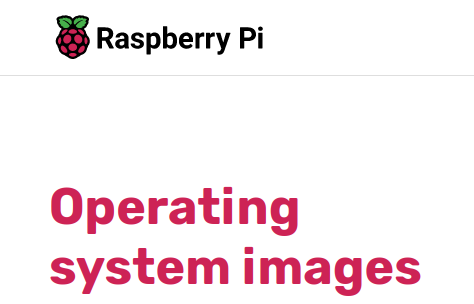 Raspberry Pi
Operating
system images